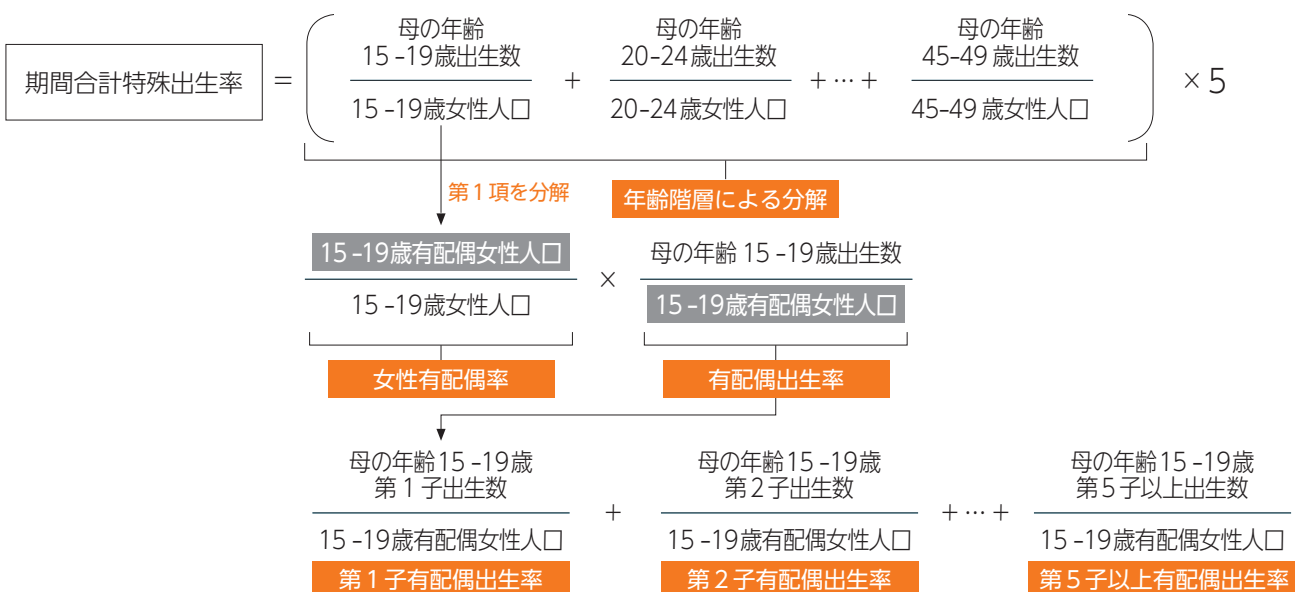 期間合計特殊出生率
=
母の年齢
15-19歳出生数
15-19歳女性人口
+
母の年齢
20-24歳出生数
20-24歳女性人口
+…+
母の年齢
45-49歳出生数
45-49歳女性人口
×5
第1項を分解
年齢階層による分解
15-19歳有配偶女性人口
15-19歳女性人口
×
母の年齢15-19歳出生数
15-19歳有配偶女性人口
女性有配偶率
有配偶出生率
母の年齢15-19歳
第1子出生数
15-19歳有配偶女性人口
第1子有配偶出生率
+
母の年齢15-19歳
第2子出生数
15-19歳有配偶女性人口
第2子有配偶出生率
+…+
母の年齢15-19歳
第5子以上出生数
15-19歳有配偶女性人口
第5子以上有配偶出生率